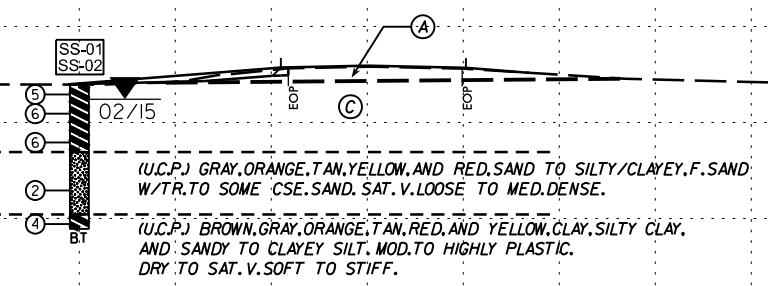 SS-01
SS-02
A
5
02/15
EOP
EOP
6
C
6
(U.C.P.) GRAY,ORANGE,TAN,YELLOW,AND RED,SAND TO SILTY/CLAYEY,F.SAND
2
W/TR.TO SOME CSE.SAND. SAT.V.LOOSE TO MED.DENSE.
4
(U.C.P.) BROWN,GRAY,ORANGE,TAN,RED,AND YELLOW,CLAY,SILTY CLAY,
B.T
AND SANDY TO CLAYEY SILT, MOD.TO HIGHLY PLASTIC.
DRY TO SAT.V.SOFT TO STIFF.